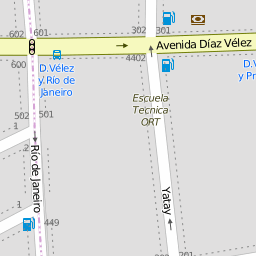 602
601
302
301
Avenida Díaz Vélez
600
4402
D.Vélez
y Río de
Janeiro
D.V
y Pr
Escuela
Tecnica
ORT
502
501
Río de Janeiro
Yatay
449